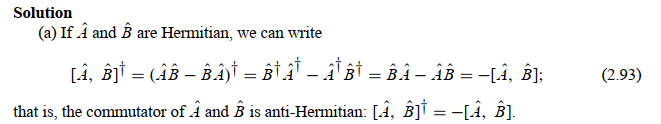 Solution
(a) If Â and B̂ are Hermitian, we can write
[Â, B̂]† = (ÂB̂ − B̂Â)† = B̂†Â† − Â†B̂† = B̂Â − ÂB̂ = −[Â, B̂]; (2.93)
that is, the commutator of Â and B̂ is anti-Hermitian: [Â, B̂]† = −[Â, B̂].